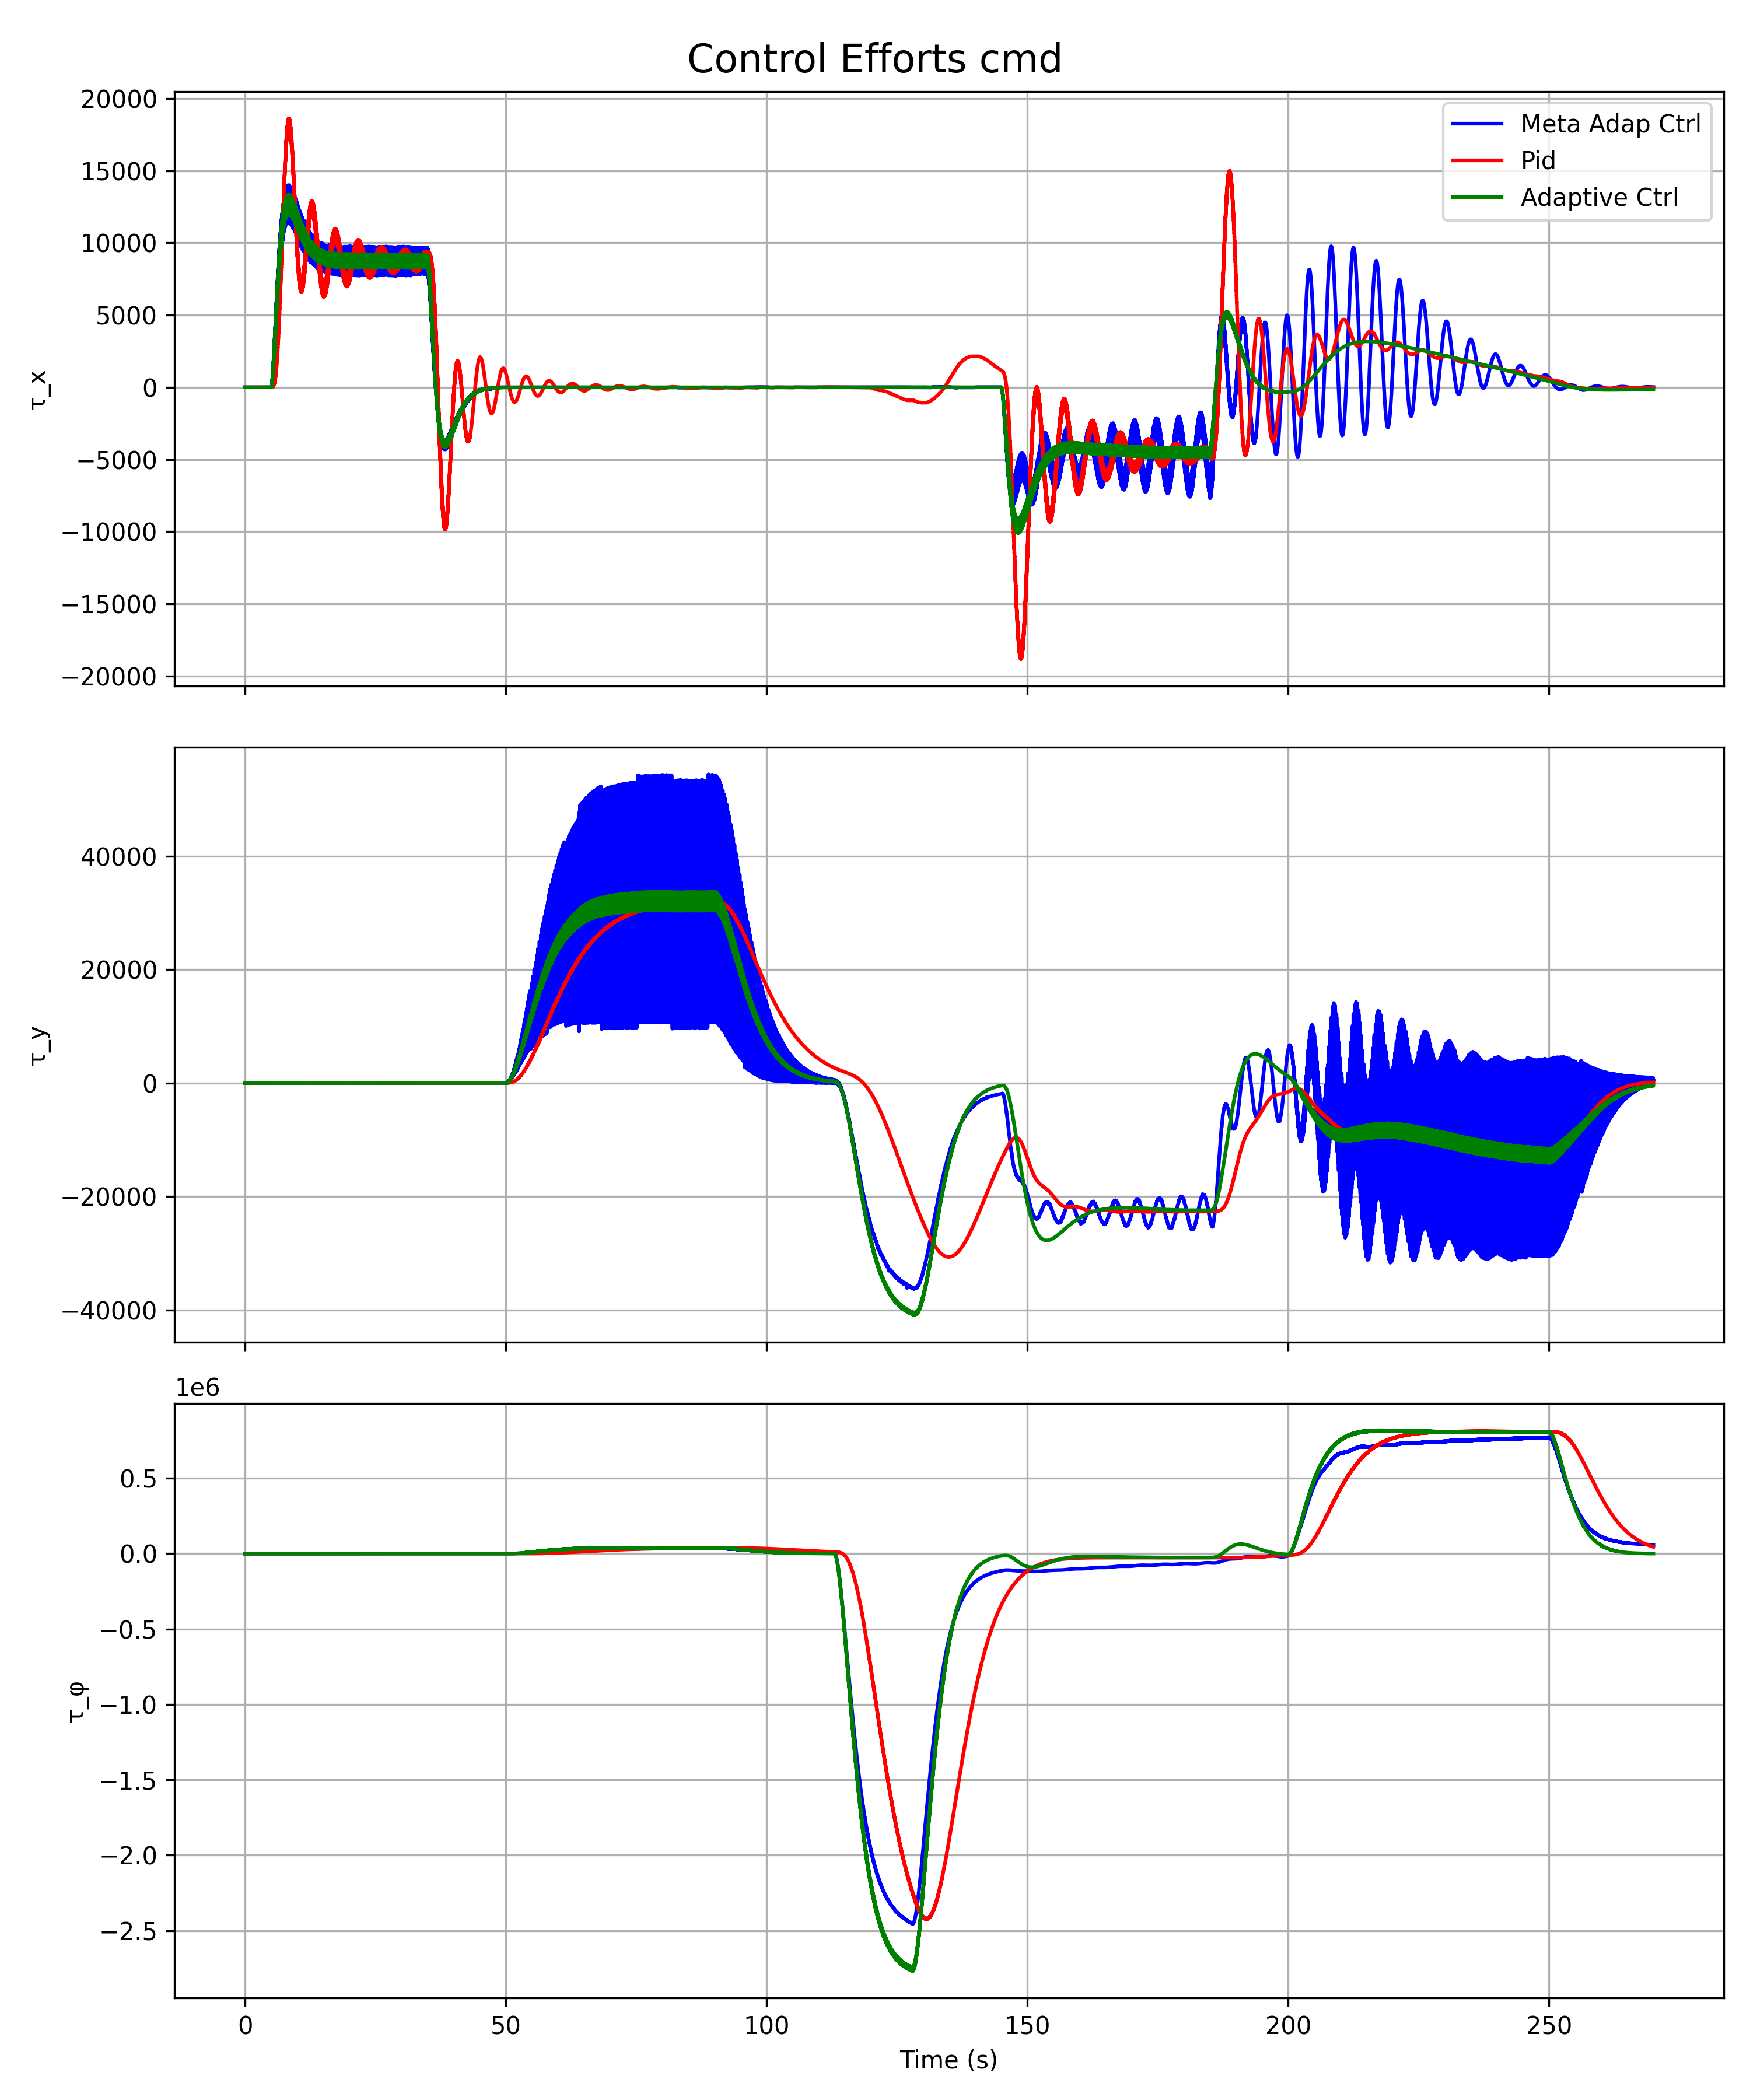 Control Efforts cmd
20000
15000
10000
5000
0
−5000
−10000
−15000
−20000
τ_x
Meta Adap Ctrl
Pid
Adaptive Ctrl
40000
20000
0
−20000
−40000
τ_y
1e6
0.5
0.0
−0.5
−1.0
−1.5
−2.0
−2.5
τ_φ
0 50 100 150 200 250
Time (s)